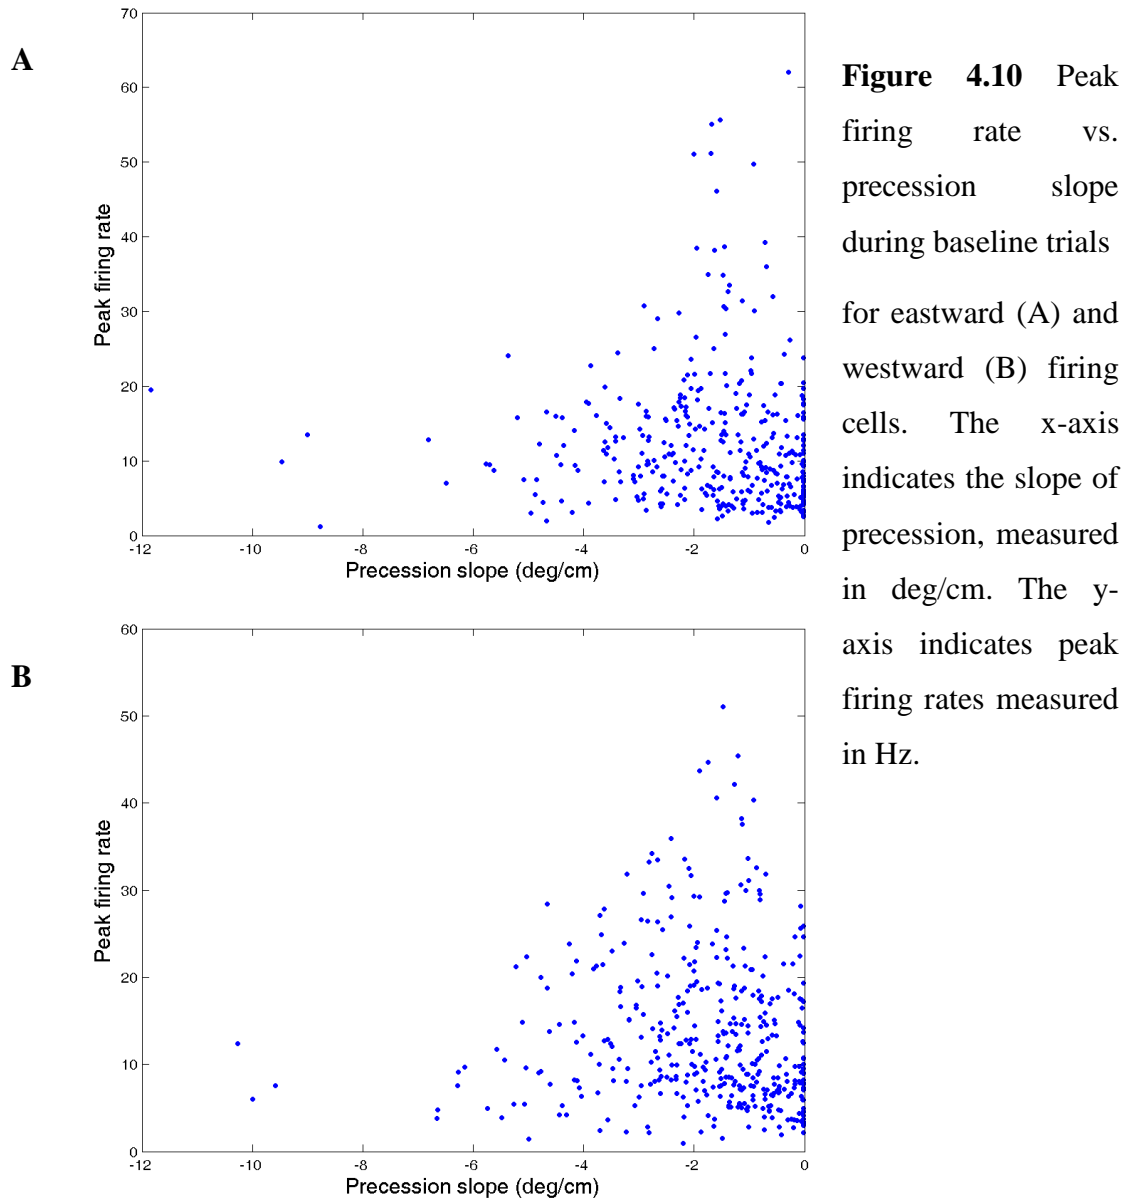 A
70
60
50
40
30
20
10
0
Peak firing rate
-12 -10 -8 -6 -4 -2 0
Precession slope (deg/cm)
B
60
50
40
30
20
10
0
Peak firing rate
-12 -10 -8 -6 -4 -2 0
Precession slope (deg/cm)
Figure 4.10 Peak
firing rate vs.
precession slope
during baseline trials
for eastward (A) and
westward (B) firing
cells. The x-axis
indicates the slope of
precession, measured
in deg/cm. The y-
axis indicates peak
firing rates measured
in Hz.